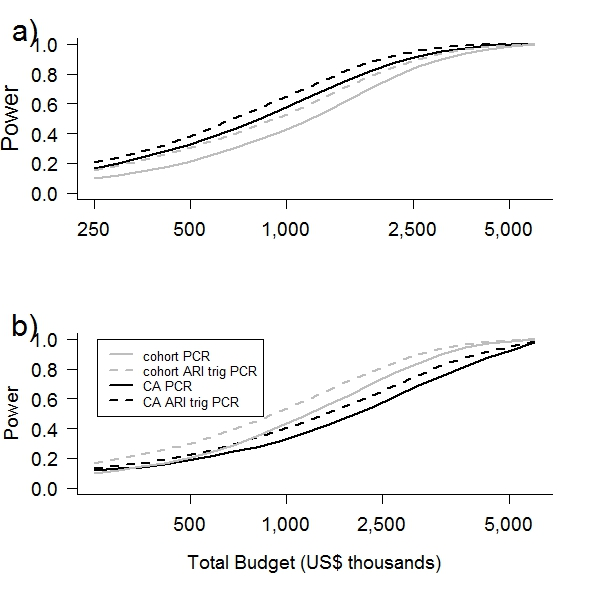 a)
Power
1.0
0.8
0.6
0.4
0.2
0.0
250 500 1,000 2,500 5,000
b)
Power
1.0
0.8
0.6
0.4
0.2
0.0
cohort PCR
cohort ARI trig PCR
CA PCR
CA ARI trig PCR
500 1,000 2,500 5,000
Total Budget (US$ thousands)